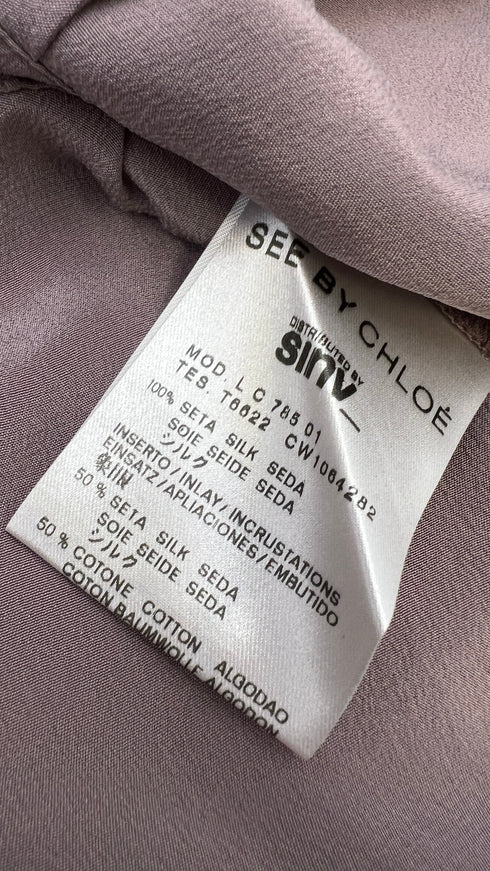 SEE BY CHLOÉ
DISTRIBUTED BY
sinv_
MOD. LC 785 01
TES. T6622 CW1064282
100% SETA SILK SEDA
SOIE SEIDE SEDA
シルク
INSERTO/INLAY/INCRUSTATIONS
EINSATZ/APLIACIONES/EMBUTIDO
50% SETA SILK SEDA
SOIE SEIDE SEDA
シルク
50% COTONE COTTON ALGODAO
COTON BAUMWOLLE ALGODON